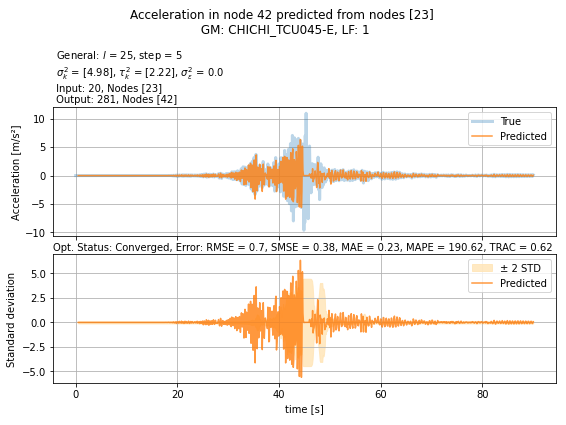 Acceleration in node 42 predicted from nodes [23]
GM: CHICHI_TCU045-E, LF: 1
General: l = 25, step = 5
σ²ₖ = [4.98], τ²ₖ = [2.22], σ²ε = 0.0
Input: 20, Nodes [23]
Output: 281, Nodes [42]
Acceleration [m/s²]
10
5
0
−5
−10
True
Predicted
Opt. Status: Converged, Error: RMSE = 0.7, SMSE = 0.38, MAE = 0.23, MAPE = 190.62, TRAC = 0.62
Standard deviation
5.0
2.5
0.0
−2.5
−5.0
± 2 STD
Predicted
0 20 40 60 80
time [s]